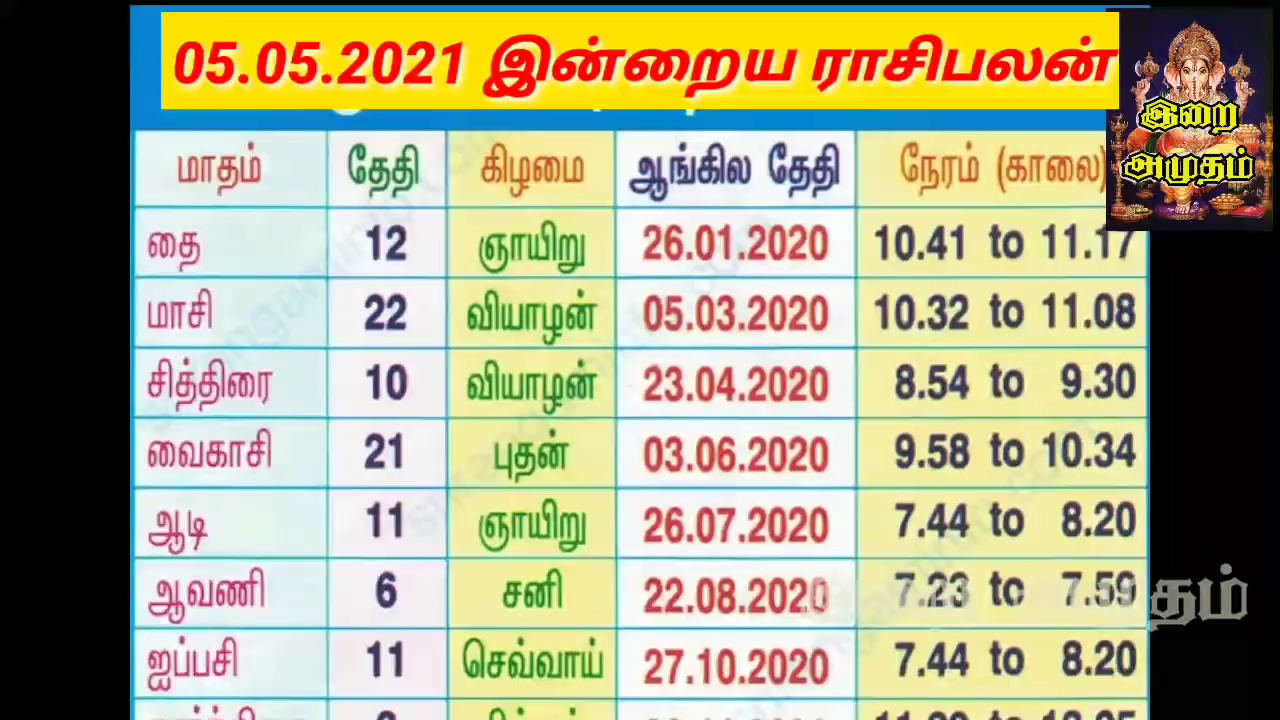 05.05.2021 இன்றைய ராசிபலன்
இறை
அமுதம்
மாதம் தேதி கிழமை ஆங்கில தேதி நேரம் (காலை)
தை 12 ஞாயிறு 26.01.2020 10.41 to 11.17
மாசி 22 வியாழன் 05.03.2020 10.32 to 11.08
சித்திரை 10 வியாழன் 23.04.2020 8.54 to 9.30
வைகாசி 21 புதன் 03.06.2020 9.58 to 10.34
ஆடி 11 ஞாயிறு 26.07.2020 7.44 to 8.20
ஆவணி 6 சனி 22.08.2020 7.23 to 7.59
ஐப்பசி 11 செவ்வாய் 27.10.2020 7.44 to 8.20